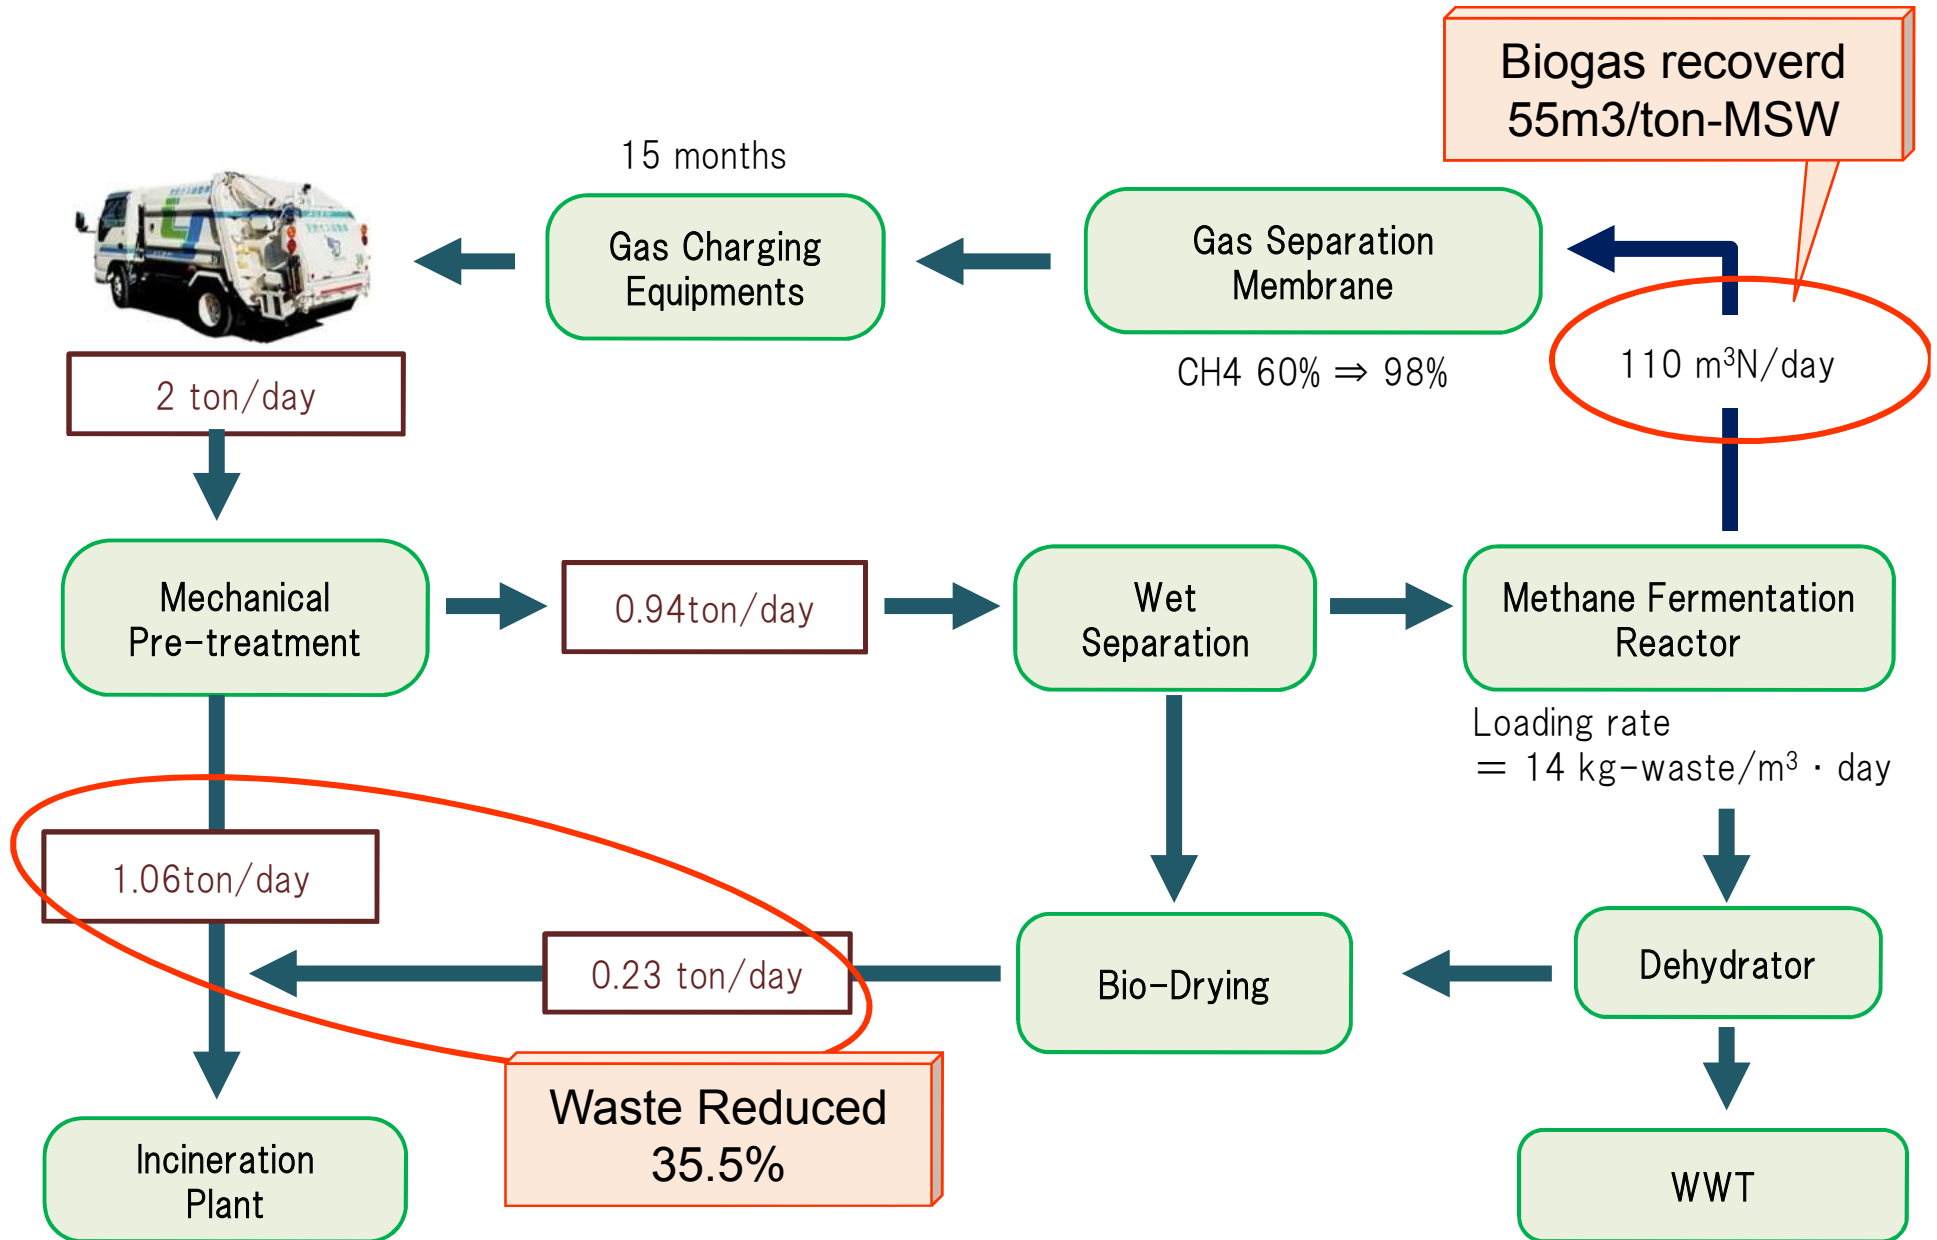 Biogas recoverd
55m3/ton-MSW
15 months
Gas Charging
Equipments
Gas Separation
Membrane
CH4 60% ⇒ 98%
110 m³N/day
2 ton/day
Mechanical
Pre-treatment
0.94ton/day
Wet
Separation
Methane Fermentation
Reactor
Loading rate
= 14 kg-waste/m³・day
1.06ton/day
0.23 ton/day
Bio-Drying
Dehydrator
Waste Reduced
35.5%
Incineration
Plant
WWT